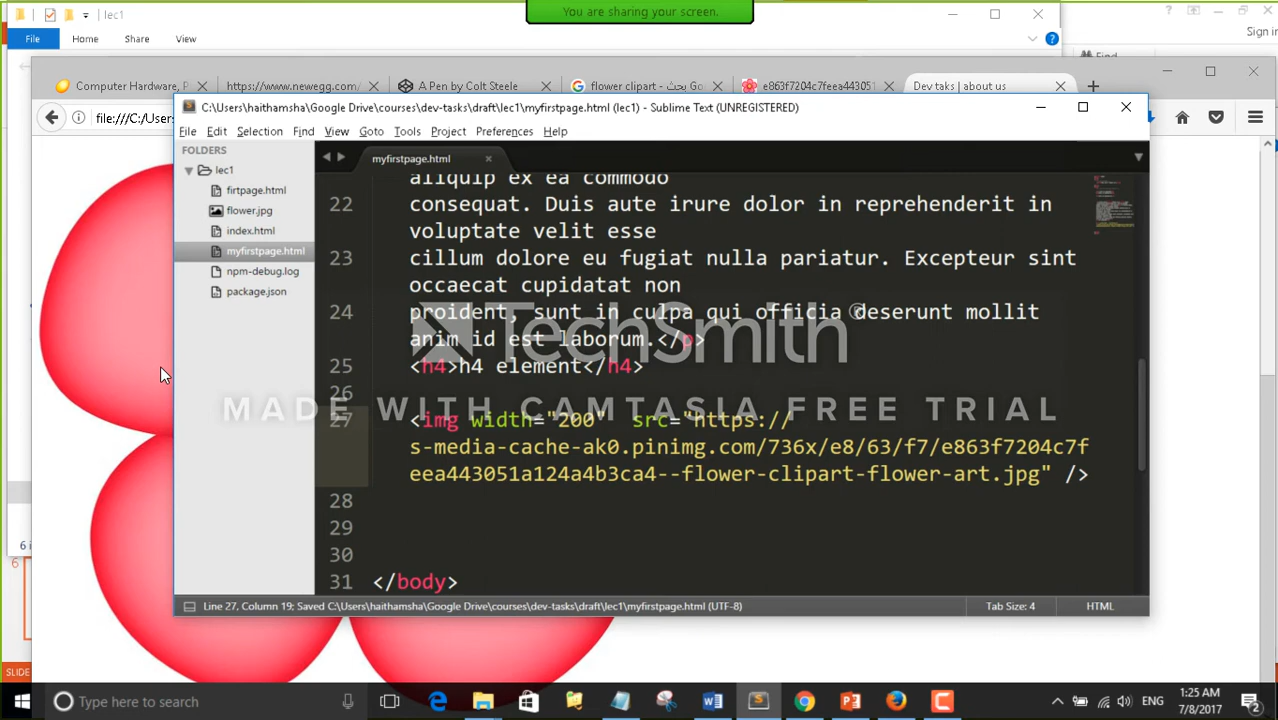 You are sharing your screen.
lec1
File Home Share View
Sign in
Find
Computer Hardware, P https://www.newegg.com/ A Pen by Colt Steele flower clipart - بحث Go e863f7204c7feea443051 Dev taks | about us
file:///C:/Users
C:\Users\haithamsha\Google Drive\courses\dev-tasks\draft\lec1\myfirstpage.html (lec1) - Sublime Text (UNREGISTERED)
File Edit Selection Find View Goto Tools Project Preferences Help
FOLDERS
lec1
firtpage.html
flower.jpg
index.html
myfirstpage.html
npm-debug.log
package.json
myfirstpage.html
aliquip ex ea commodo
22 consequat. Duis aute irure dolor in reprehenderit in
voluptate velit esse
23 cillum dolore eu fugiat nulla pariatur. Excepteur sint
occaecat cupidatat non
24 proident, sunt in culpa qui officia deserunt mollit
anim id est laborum.</p>
25 <h4>h4 element</h4>
26
27 <img width="200" src="https://
s-media-cache-ak0.pinimg.com/736x/e8/63/f7/e863f7204c7f
eea443051a124a4b3ca4--flower-clipart-flower-art.jpg" />
28
29
30
31 </body>
TechSmith
MADE WITH CAMTASIA FREE TRIAL
Line 27, Column 19; Saved C:\Users\haithamsha\Google Drive\courses\dev-tasks\draft\lec1\myfirstpage.html (UTF-8) Tab Size: 4 HTML
6 i
6
SLIDE
Type here to search
ENG
1:25 AM
7/8/2017
2